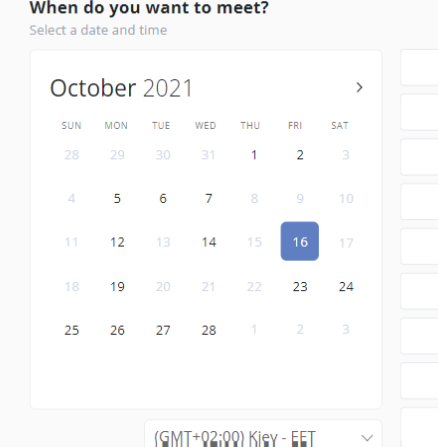 When do you want to meet?
Select a date and time
October 2021
SUN MON TUE WED THU FRI SAT
28 29 30 31 1 2 3
4 5 6 7 8 9 10
11 12 13 14 15 16 17
18 19 20 21 22 23 24
25 26 27 28 1 2 3
(GMT+02:00) Kiev - EET